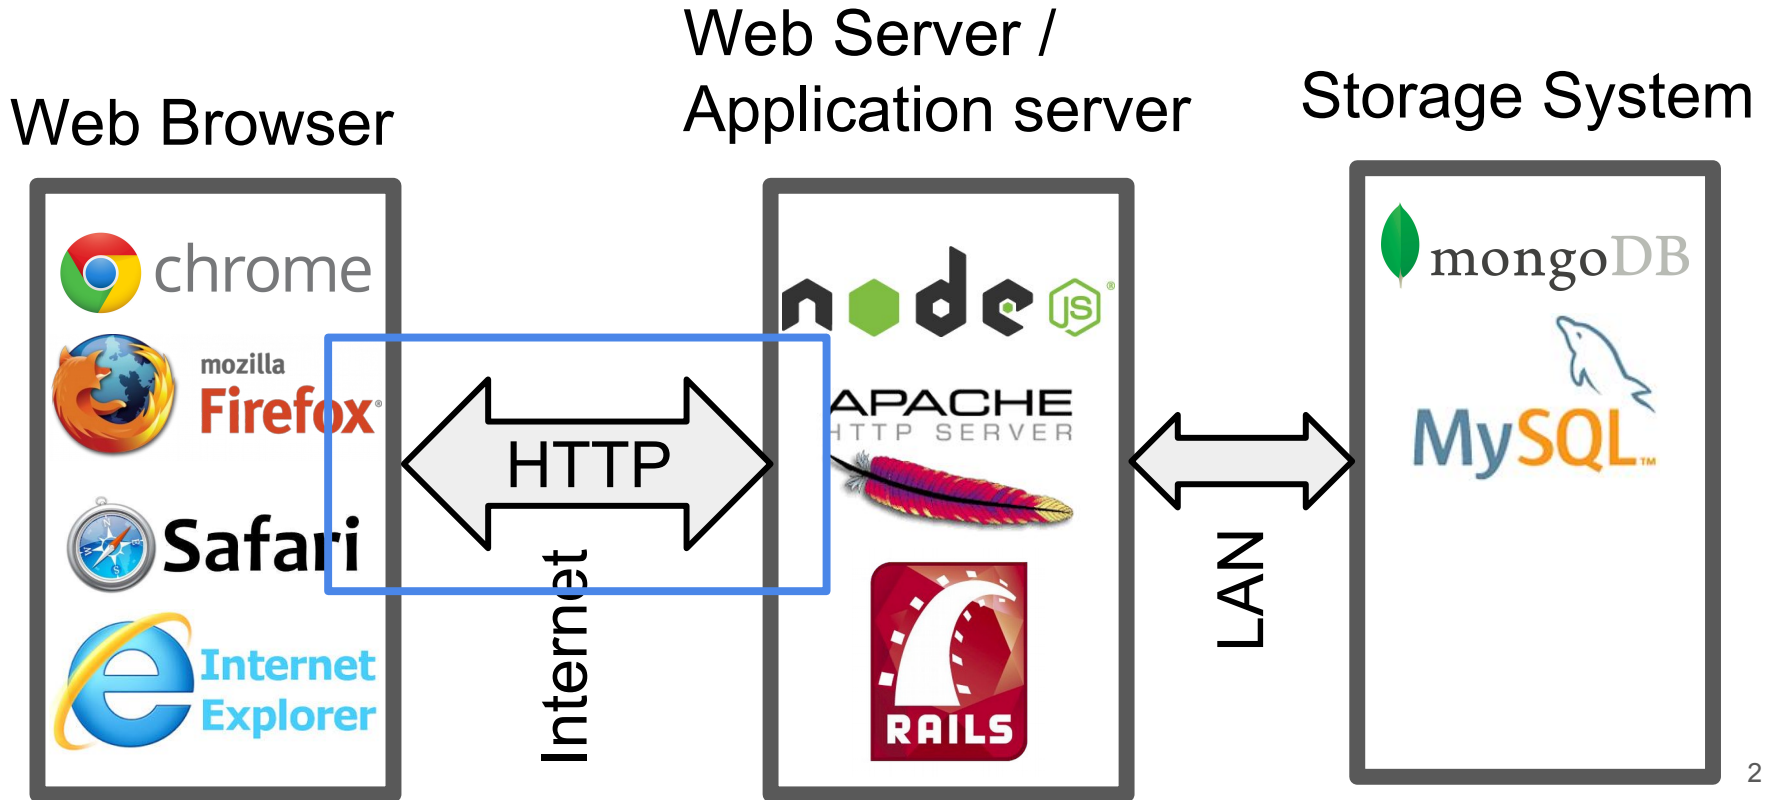 Web Server /
Application server
Web Browser
Storage System
chrome
mozilla
Firefox
Safari
Internet
Explorer
HTTP
Internet
node JS®
APACHE
HTTP SERVER
RAILS
LAN
mongoDB
MySQL™
2